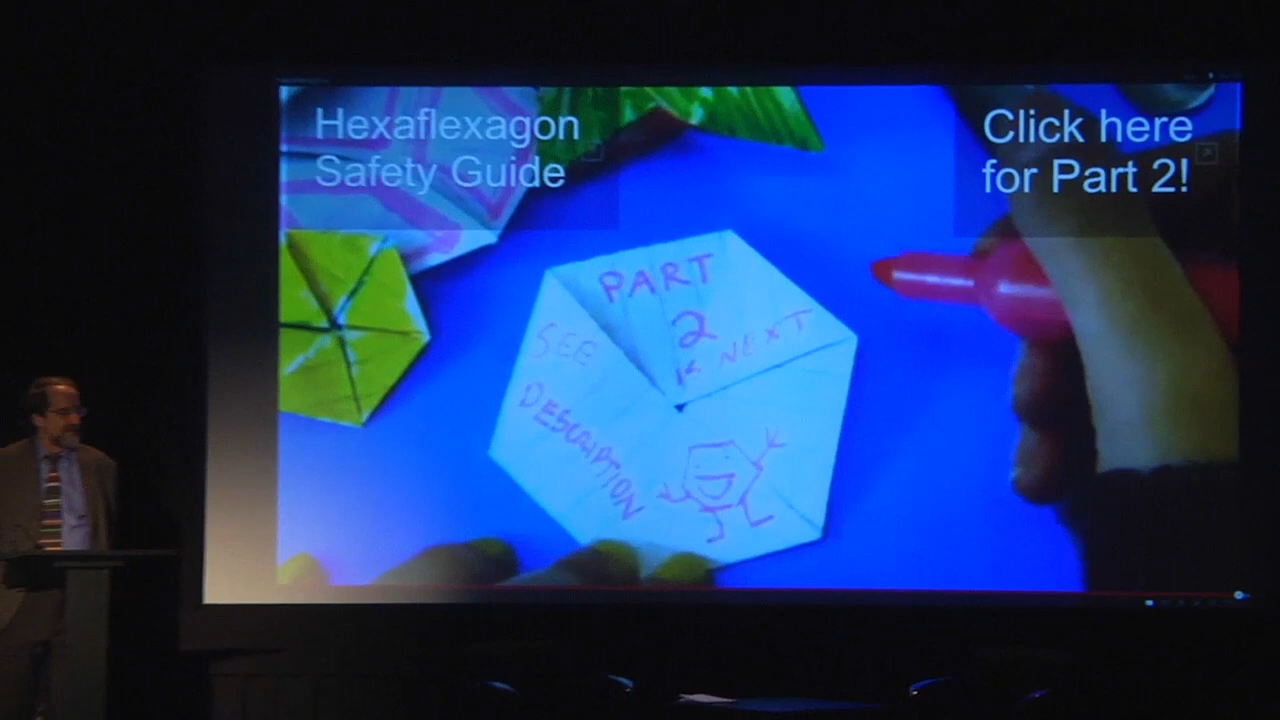 Hexaflexagon
Safety Guide
Click here
for Part 2!
PART
2
IS NEXT
SEE
DESCRIPTION